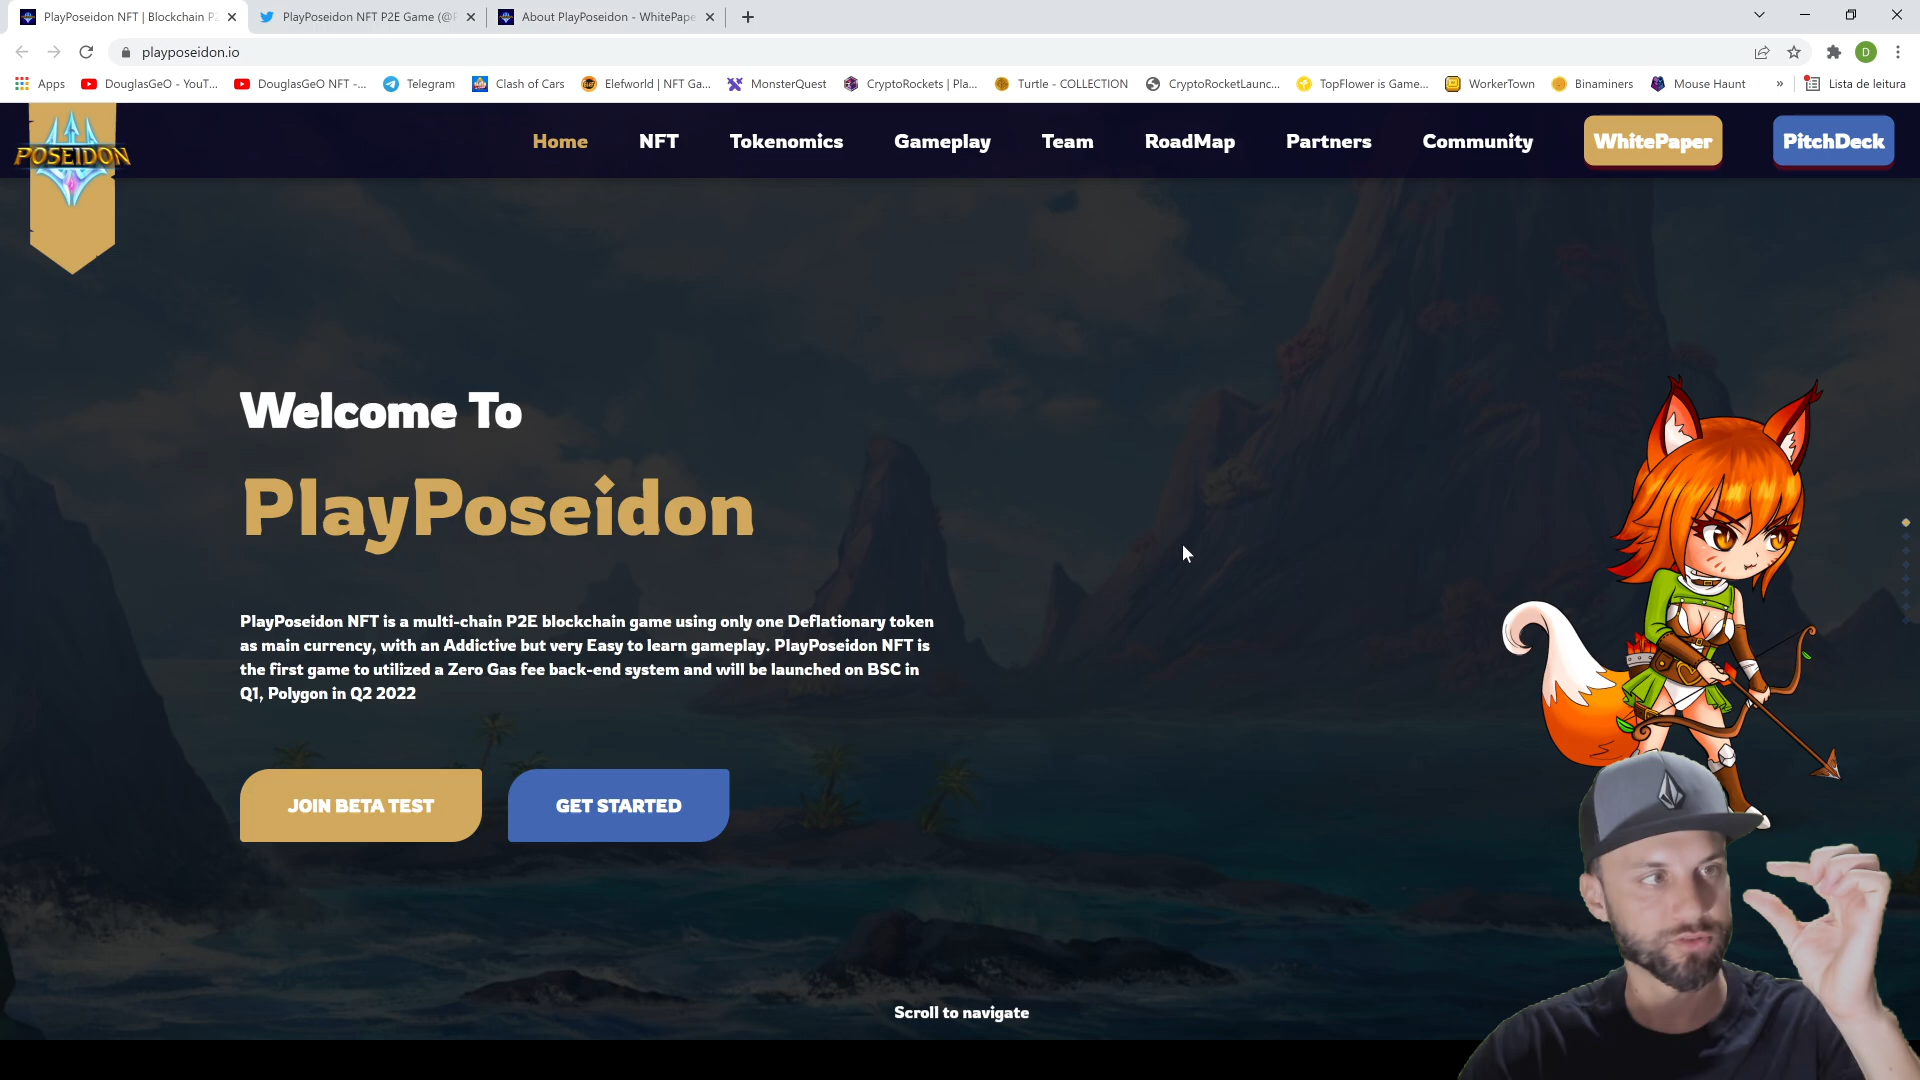 PlayPoseidon NFT | Blockchain P2
PlayPoseidon NFT P2E Game (@P
About PlayPoseidon - WhitePape
playposeidon.io
D
Apps
DouglasGeO - YouT...
DouglasGeO NFT -...
Telegram
Clash of Cars
Elefworld | NFT Ga...
MonsterQuest
CryptoRockets | Pla...
Turtle - COLLECTION
CryptoRocketLaunc...
TopFlower is Game...
WorkerTown
Binaminers
Mouse Haunt
»
Lista de leitura
POSEIDON
Home
NFT
Tokenomics
Gameplay
Team
RoadMap
Partners
Community
WhitePaper
PitchDeck
Welcome To
PlayPoseidon
PlayPoseidon NFT is a multi-chain P2E blockchain game using only one Deflationary token
as main currency, with an Addictive but very Easy to learn gameplay. PlayPoseidon NFT is
the first game to utilized a Zero Gas fee back-end system and will be launched on BSC in
Q1, Polygon in Q2 2022
JOIN BETA TEST
GET STARTED
Scroll to navigate